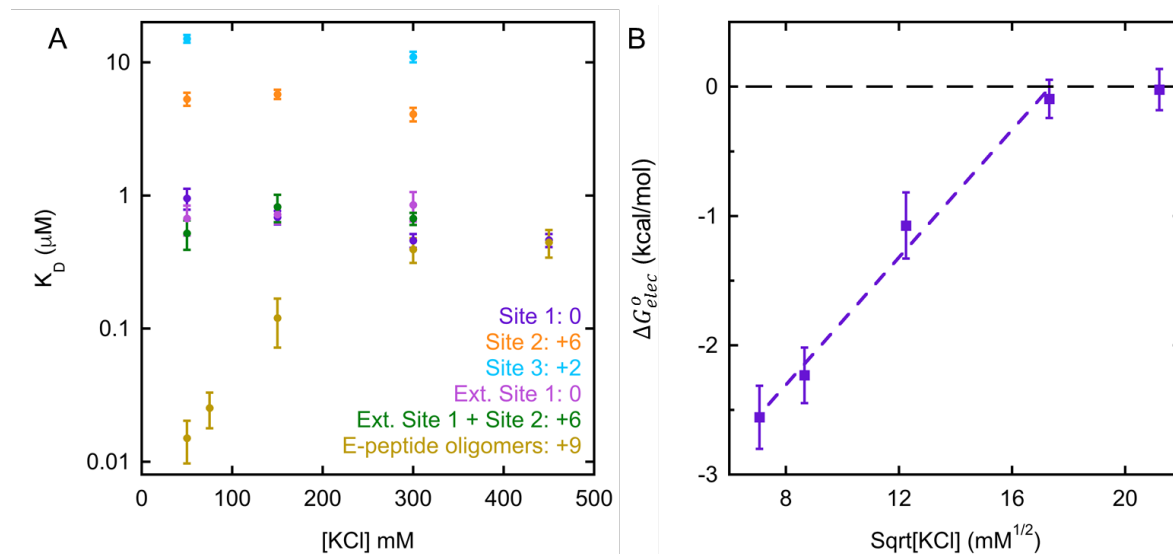 A
K_D (μM)
10
1
0.1
0.01
Site 1: 0
Site 2: +6
Site 3: +2
Ext. Site 1: 0
Ext. Site 1 + Site 2: +6
E-peptide oligomers: +9
0
100
200
300
400
500
[KCl] mM
B
ΔG°_elec (kcal/mol)
0
-1
-2
-3
8
12
16
20
Sqrt[KCl] (mM^1/2)